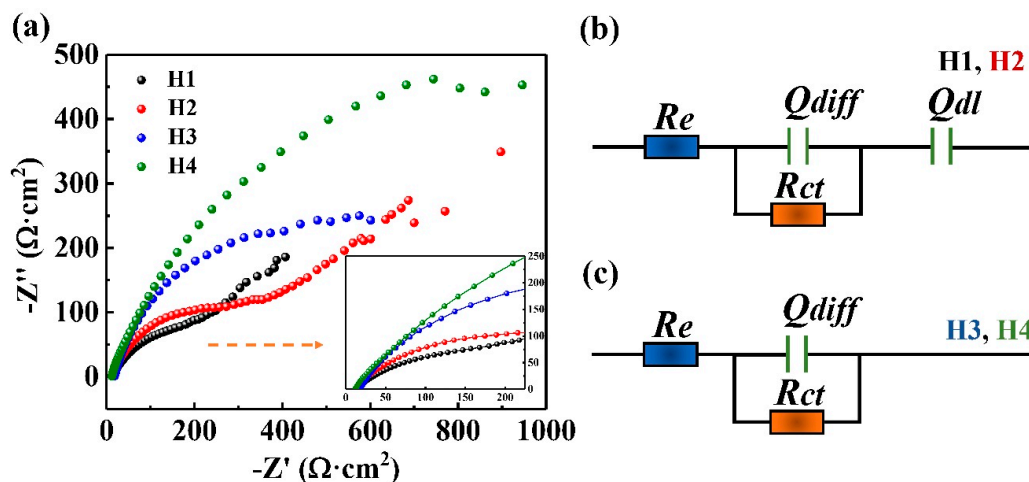 (a)
-Z'' (Ω·cm²)
500
400
300
200
100
0
H1
H2
H3
H4
250
200
150
100
50
0
0
50
100
150
200
0
200
400
600
800
1000
-Z' (Ω·cm²)
(b)
H1, H2
Re
Qdiff
Qdl
Rct
(c)
H3, H4
Re
Qdiff
Rct